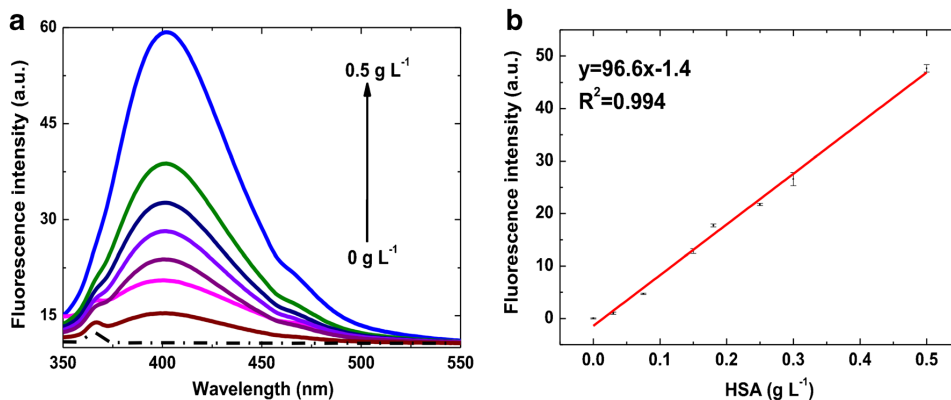 a
60
45
30
15
Fluorescence intensity (a.u.)
0.5 g L⁻¹
0 g L⁻¹
350 400 450 500 550
Wavelength (nm)
b
50
40
30
20
10
0
Fluorescence intensity (a.u.)
y=96.6x-1.4
R²=0.994
0.0 0.1 0.2 0.3 0.4 0.5
HSA (g L⁻¹)